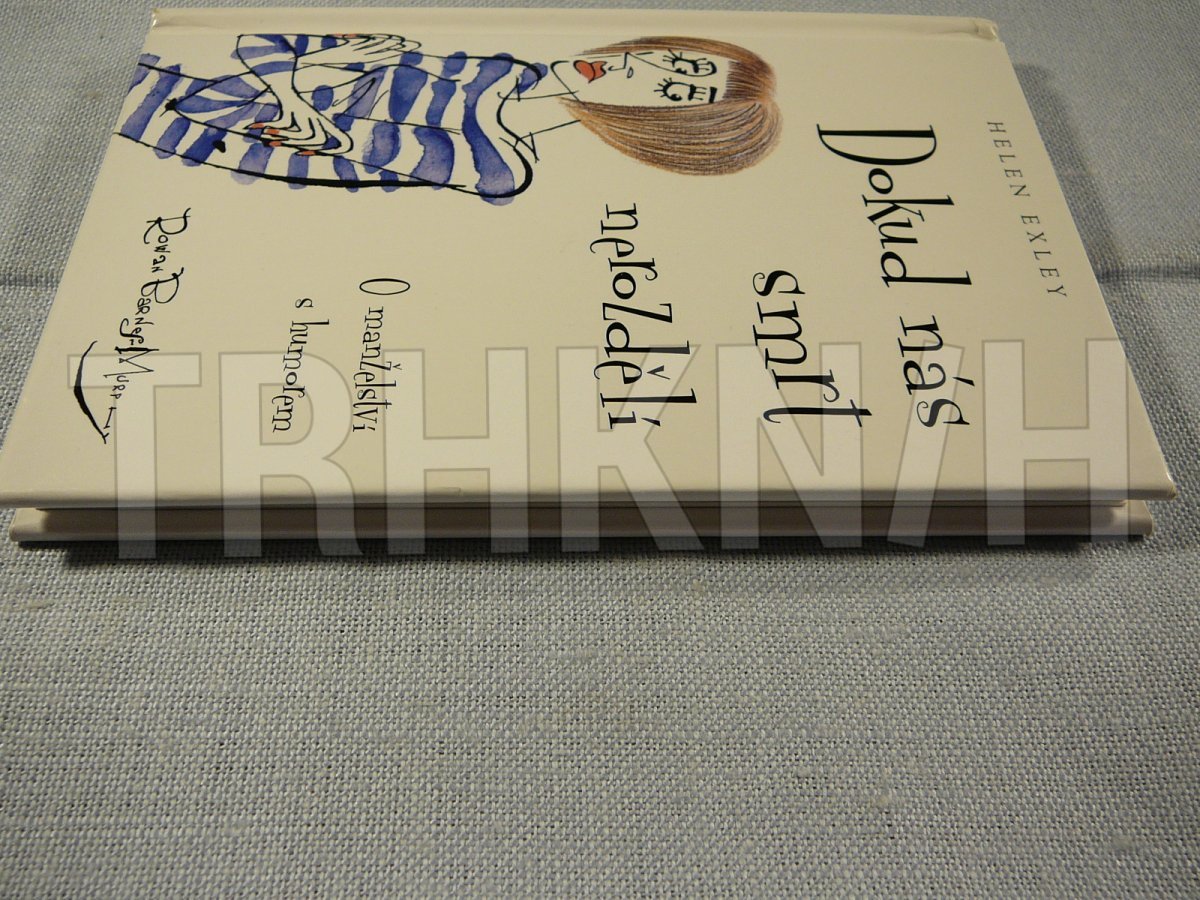 HELEN EXLEY
Dokud nás
smrt
nerozdělí
O manželství
s humorem
Rowan Barnes-Murphy
TRHKNIH